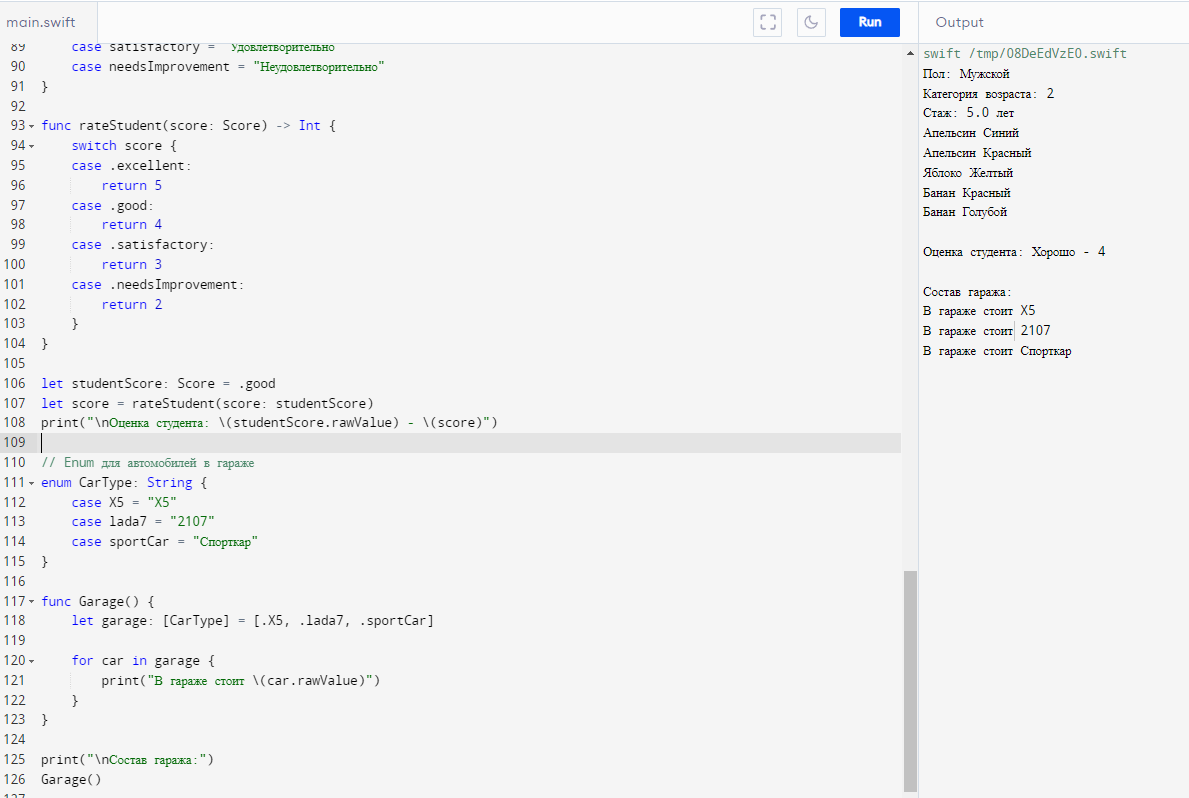 main.swift
Run
Output
89 case satisfactory = "Удовлетворительно
90 case needsImprovement = "Неудовлетворительно"
91 }
92
93 func rateStudent(score: Score) -> Int {
94 switch score {
95 case .excellent:
96 return 5
97 case .good:
98 return 4
99 case .satisfactory:
100 return 3
101 case .needsImprovement:
102 return 2
103 }
104 }
105
106 let studentScore: Score = .good
107 let score = rateStudent(score: studentScore)
108 print("\nОценка студента: \(studentScore.rawValue) - \(score)")
109
110 // Enum для автомобилей в гараже
111 enum CarType: String {
112 case X5 = "X5"
113 case lada7 = "2107"
114 case sportCar = "Спорткар"
115 }
116
117 func Garage() {
118 let garage: [CarType] = [.X5, .lada7, .sportCar]
119
120 for car in garage {
121 print("В гараже стоит \(car.rawValue)")
122 }
123 }
124
125 print("\nСостав гаража:")
126 Garage()
127
swift /tmp/08DeEdVzE0.swift
Пол: Мужской
Категория возраста: 2
Стаж: 5.0 лет
Апельсин Синий
Апельсин Красный
Яблоко Желтый
Банан Красный
Банан Голубой
Оценка студента: Хорошо - 4
Состав гаража:
В гараже стоит X5
В гараже стоит 2107
В гараже стоит Спорткар